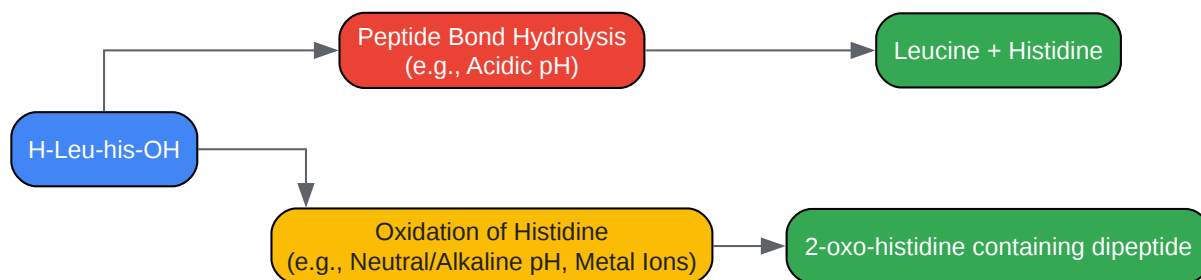 Peptide Bond Hydrolysis
(e.g., Acidic pH)
Leucine + Histidine
H-Leu-his-OH
Oxidation of Histidine
(e.g., Neutral/Alkaline pH, Metal Ions)
2-oxo-histidine containing dipeptide